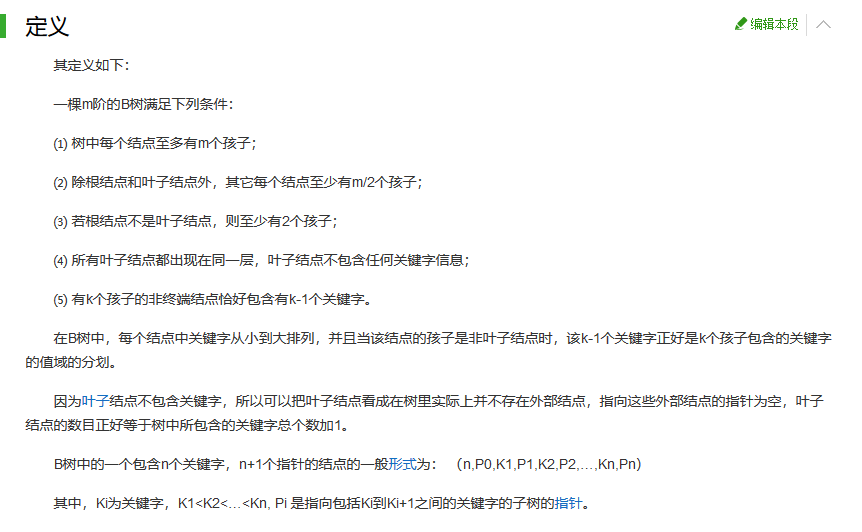 定义
编辑本段
其定义如下：
一棵m阶的B树满足下列条件：
(1) 树中每个结点至多有m个孩子；
(2) 除根结点和叶子结点外，其它每个结点至少有m/2个孩子；
(3) 若根结点不是叶子结点，则至少有2个孩子；
(4) 所有叶子结点都出现在同一层，叶子结点不包含任何关键字信息；
(5) 有k个孩子的非终端结点恰好包含有k-1个关键字。
在B树中，每个结点中关键字从小到大排列，并且当该结点的孩子是非叶子结点时，该k-1个关键字正好是k个孩子包含的关键字
的值域的分划。
因为叶子结点不包含关键字，所以可以把叶子结点看成在树里实际上并不存在外部结点，指向这些外部结点的指针为空，叶子
结点的数目正好等于树中所包含的关键字总个数加1。
B树中的一个包含n个关键字，n+1个指针的结点的一般形式为： （n,P0,K1,P1,K2,P2,…,Kn,Pn）
其中，Ki为关键字，K1<K2<…<Kn, Pi 是指向包括Ki到Ki+1之间的关键字的子树的指针。